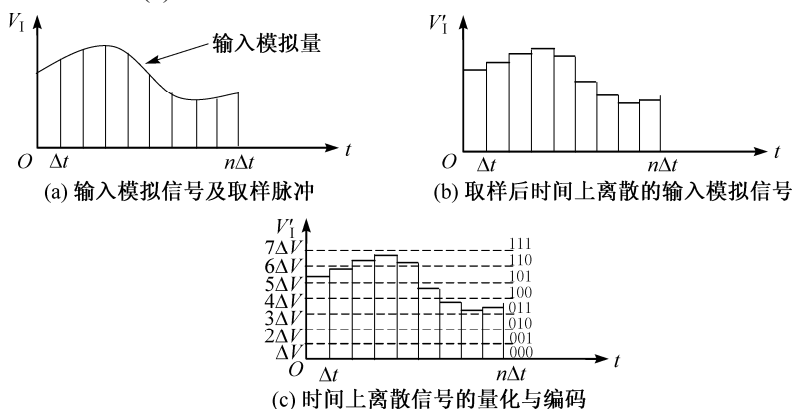 V_I
输入模拟量
O Δt nΔt t
(a) 输入模拟信号及取样脉冲
V′_I
O Δt nΔt t
(b) 取样后时间上离散的输入模拟信号
V′_I
7ΔV 111
6ΔV 110
5ΔV 101
4ΔV 100
3ΔV 011
2ΔV 010
ΔV 001
000
O Δt nΔt t
(c) 时间上离散信号的量化与编码